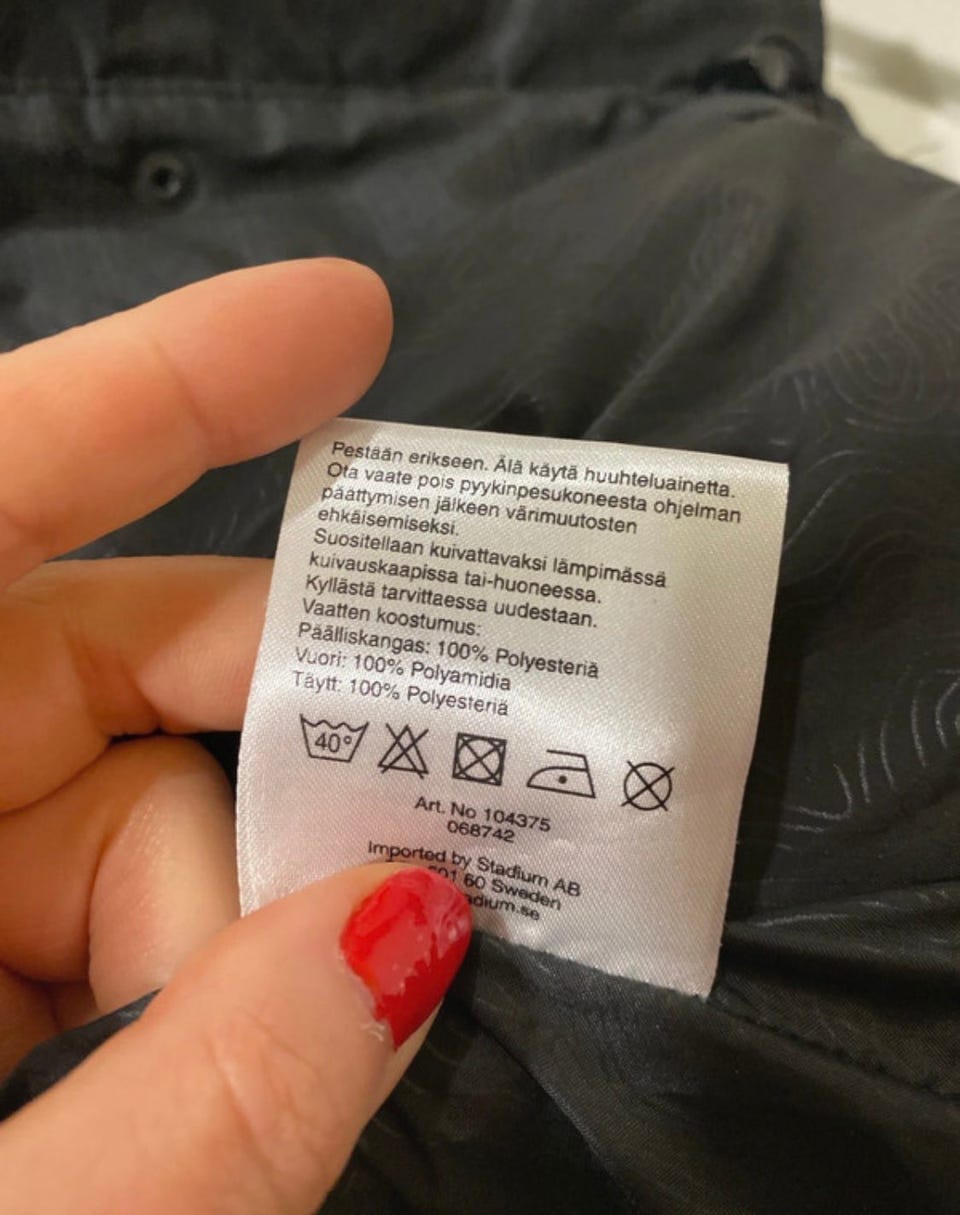 Pestään erikseen. Älä käytä huuhteluainetta.
Ota vaate pois pyykinpesukoneesta ohjelman
päättymisen jälkeen värimuutosten
ehkäisemiseksi.
Suositellaan kuivattavaksi lämpimässä
kuivauskaapissa tai-huoneessa.
Kyllästä tarvittaessa uudestaan.
Vaatten koostumus:
Päälliskangas: 100% Polyesteriä
Vuori: 100% Polyamidia
Täytt: 100% Polyesteriä
40°
Art. No 104375
068742
Imported by Stadium AB
60 Sweden